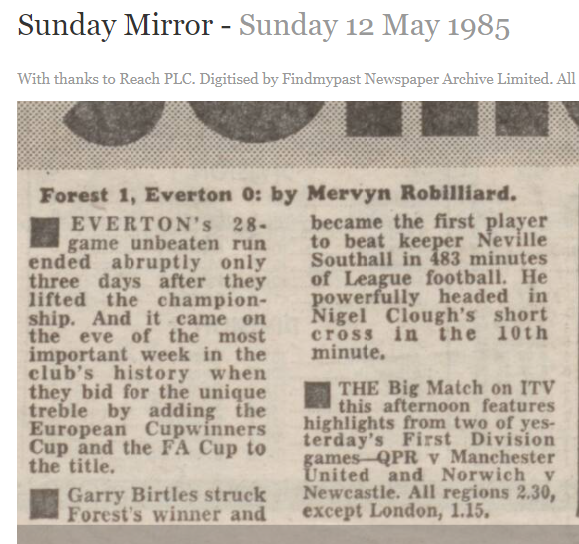 Sunday Mirror - Sunday 12 May 1985
With thanks to Reach PLC. Digitised by Findmypast Newspaper Archive Limited. All
Forest 1, Everton 0: by Mervyn Robilliard.
EVERTON's 28-
game unbeaten run
ended abruptly only
three days after they
lifted the champion-
ship. And it came on
the eve of the most
important week in the
club's history when
they bid for the unique
treble by adding the
European Cupwinners
Cup and the FA Cup to
the title.
Garry Birtles struck
Forest's winner and
became the first player
to beat keeper Neville
Southall in 483 minutes
of League football. He
powerfully headed in
Nigel Clough's short
cross in the 10th
minute.
THE Big Match on ITV
this afternoon features
highlights from two of yes-
terday's First Division
games—QPR v Manchester
United and Norwich v
Newcastle. All regions 2.30,
except London, 1.15.